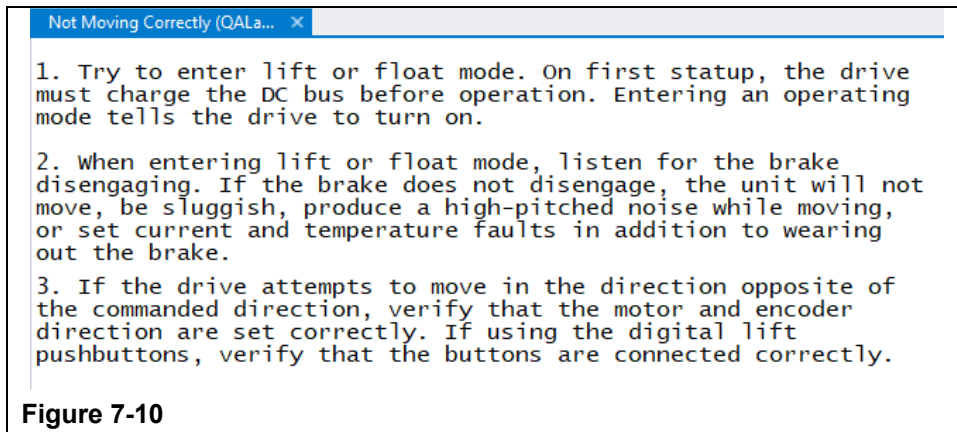 Not Moving Correctly (QALa... ×
1. Try to enter lift or float mode. On first statup, the drive
must charge the DC bus before operation. Entering an operating
mode tells the drive to turn on.
2. When entering lift or float mode, listen for the brake
disengaging. If the brake does not disengage, the unit will not
move, be sluggish, produce a high-pitched noise while moving,
or set current and temperature faults in addition to wearing
out the brake.
3. If the drive attempts to move in the direction opposite of
the commanded direction, verify that the motor and encoder
direction are set correctly. If using the digital lift
pushbuttons, verify that the buttons are connected correctly.
Figure 7-10